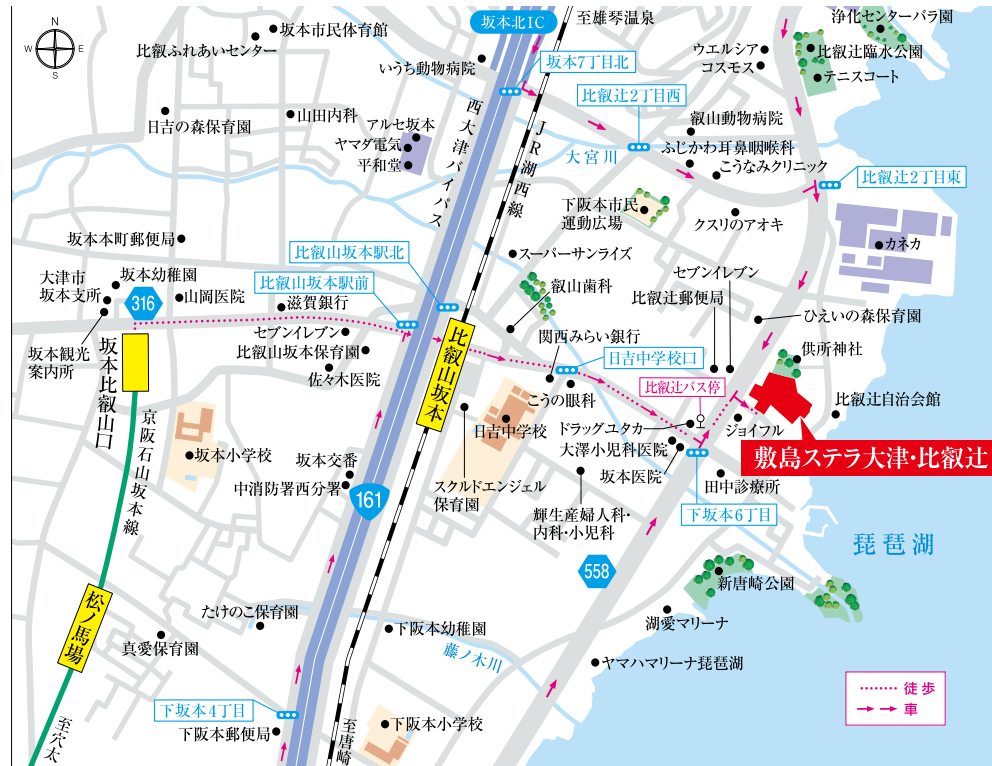 N
W
E
S
坂本北IC
至雄琴温泉
浄化センターバラ園
坂本市民体育館
比叡ふれあいセンター
いうち動物病院
坂本7丁目北
ウエルシア
コスモス
比叡辻臨水公園
テニスコート
比叡辻2丁目西
日吉の森保育園
山田内科
アルセ坂本
ヤマダ電気
平和堂
西大津バイパス
JR湖西線
大宮川
叡山動物病院
ふじかわ耳鼻咽喉科
こうなみクリニック
比叡辻2丁目東
下阪本市民
運動広場
クスリのアオキ
カネカ
坂本本町郵便局
比叡山坂本駅北
スーパーサンライズ
大津市
坂本支所
坂本幼稚園
316
山岡医院
比叡山坂本駅前
滋賀銀行
叡山歯科
セブンイレブン
比叡辻郵便局
ひえいの森保育園
坂本観光
案内所
坂本比叡山口
セブンイレブン
比叡山坂本保育園
佐々木医院
比叡山坂本
関西みらい銀行
日吉中学校口
供所神社
こうの眼科
比叡辻バス停
比叡辻自治会館
京阪石山坂本線
日吉中学校
ドラッグユタカ
ジョイフル
大澤小児科医院
坂本医院
敷島ステラ大津・比叡辻
坂本小学校
坂本交番
中消防署西分署
161
スクルドエンジェル
保育園
田中診療所
輝生産婦人科・
内科・小児科
下坂本6丁目
琵琶湖
558
新唐崎公園
松ノ馬場
たけのこ保育園
真愛保育園
下阪本幼稚園
藤ノ木川
湖愛マリーナ
ヤマハマリーナ琵琶湖
下坂本4丁目
下阪本郵便局
下阪本小学校
至穴太
至唐崎
徒歩
車